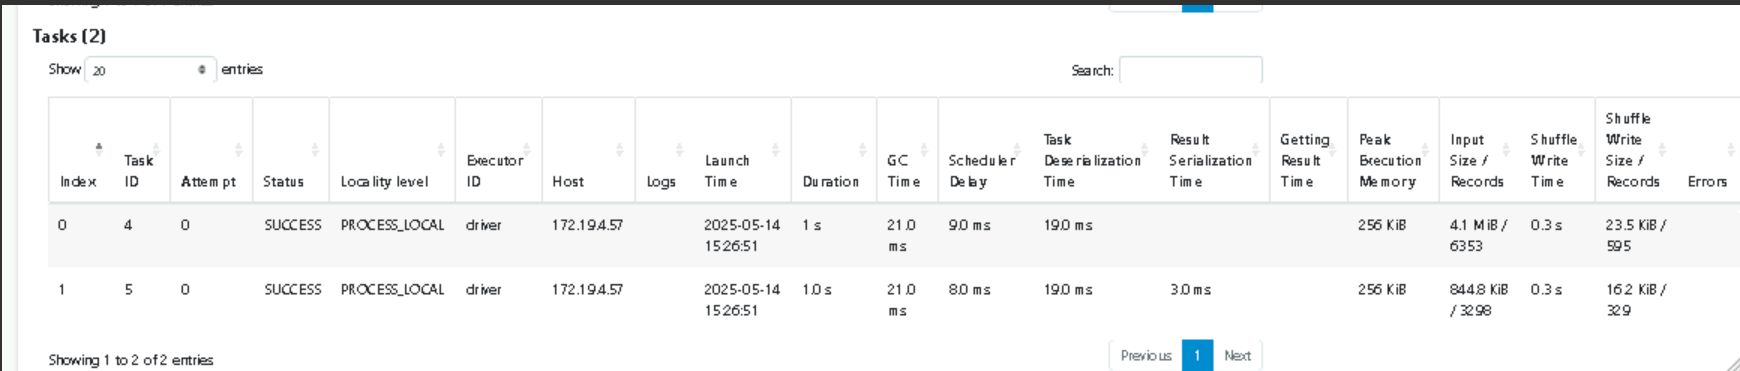 Tasks (2)
Show 20 entries
Search:
Index
Task ID
Attempt
Status
Locality level
Executor ID
Host
Logs
Launch Time
Duration
GC Time
Scheduler Delay
Task Deserialization Time
Result Serialization Time
Getting Result Time
Peak Execution Memory
Input Size / Records
Shuffle Write Time
Shuffle Write Size / Records
Errors
0 4 0 SUCCESS PROCESS_LOCAL driver 172.19.4.57 2025-05-14 15:26:51 1 s 21.0 ms 9.0 ms 19.0 ms 256 KiB 4.1 MiB / 6353 0.3 s 23.5 KiB / 595
1 5 0 SUCCESS PROCESS_LOCAL driver 172.19.4.57 2025-05-14 15:26:51 1.0 s 21.0 ms 8.0 ms 19.0 ms 3.0 ms 256 KiB 844.8 KiB / 3298 0.3 s 16.2 KiB / 329
Showing 1 to 2 of 2 entries
Previous 1 Next